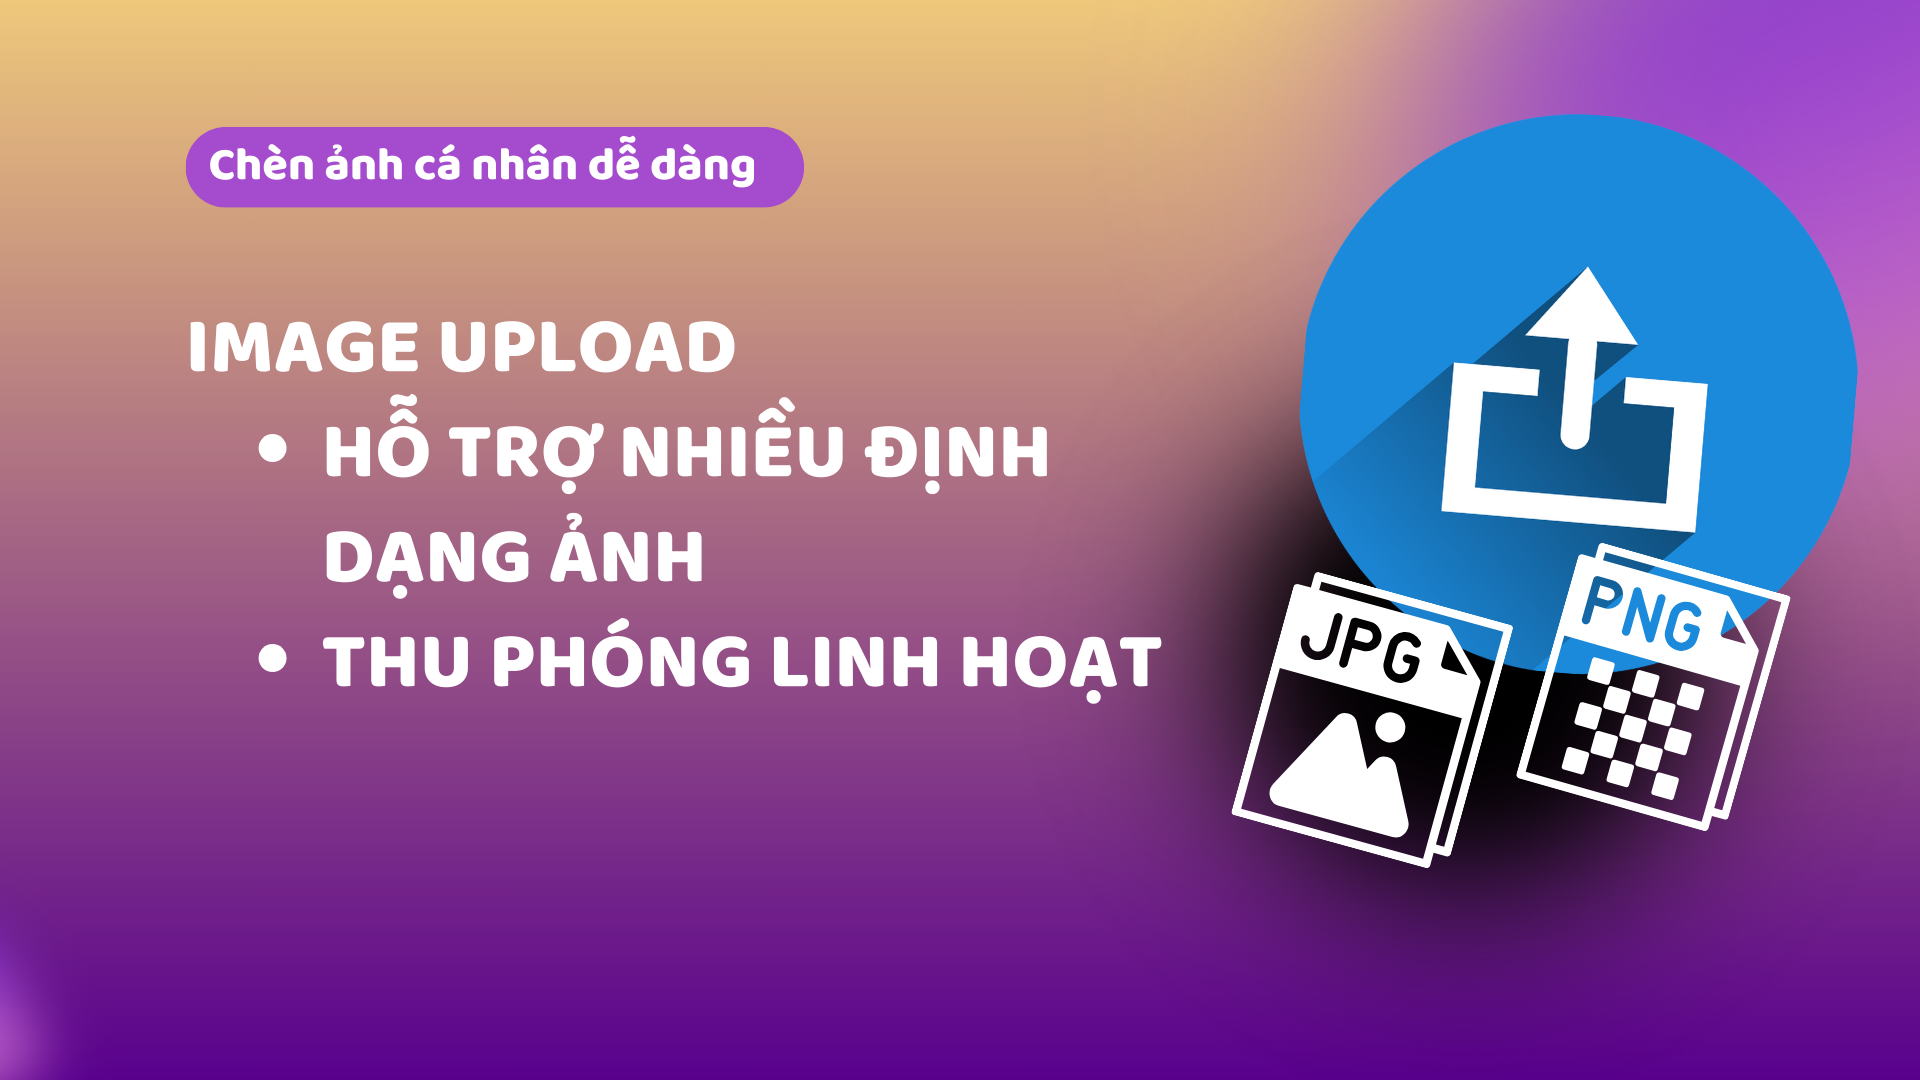 Chèn ảnh cá nhân dễ dàng
IMAGE UPLOAD
• HỖ TRỢ NHIỀU ĐỊNH
DẠNG ẢNH
• THU PHÓNG LINH HOẠT
JPG
PNG